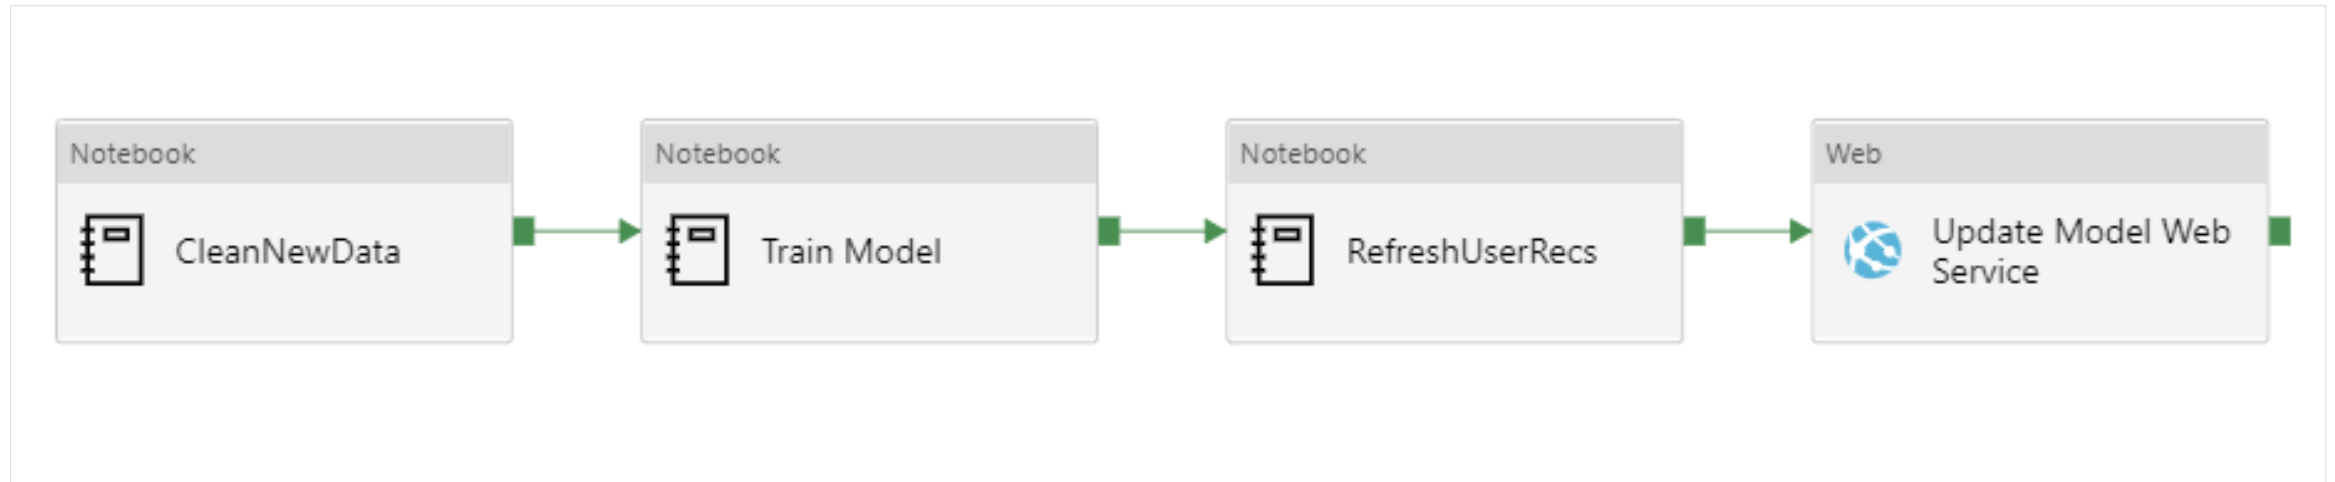 Notebook
CleanNewData
Notebook
Train Model
Notebook
RefreshUserRecs
Web
Update Model Web
Service